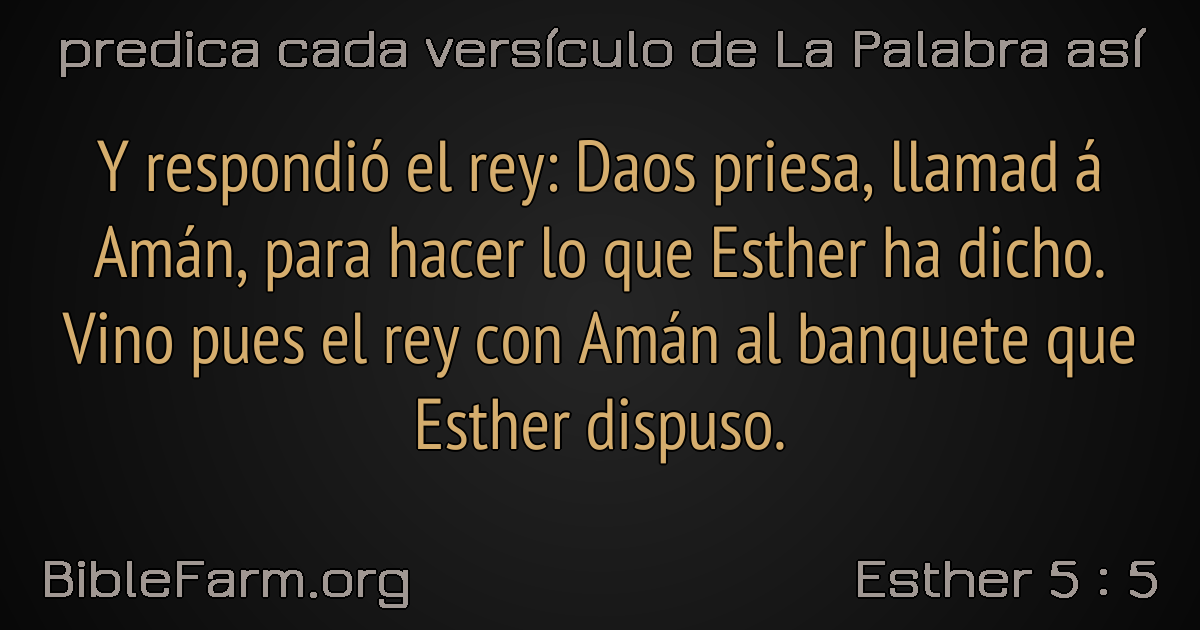 predica cada versículo de La Palabra así
Y respondió el rey: Daos priesa, llamad á
Amán, para hacer lo que Esther ha dicho.
Vino pues el rey con Amán al banquete que
Esther dispuso.
BibleFarm.org
Esther 5 : 5